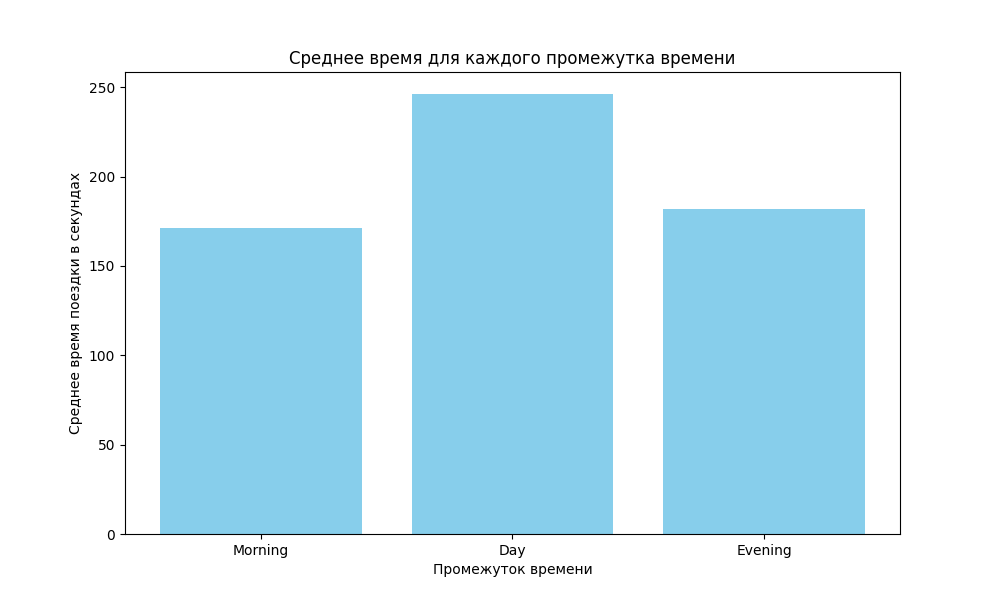 Среднее время для каждого промежутка времени
Среднее время поездки в секундах
250
200
150
100
50
0
Morning Day Evening
Промежуток времени